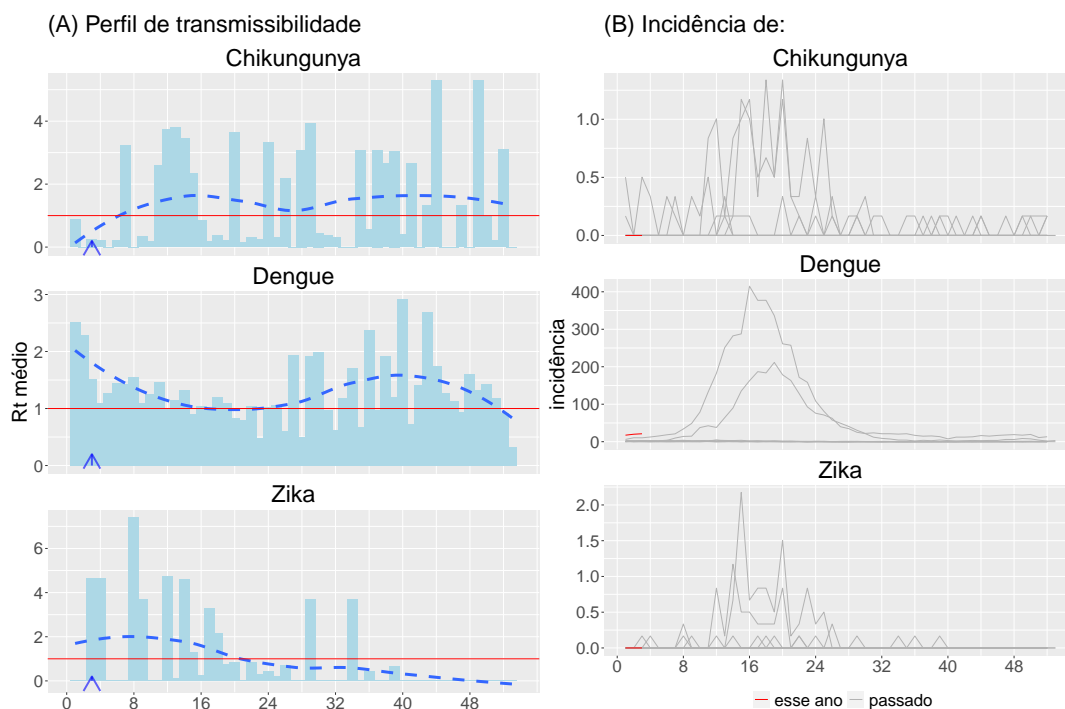 (A) Perfil de transmissibilidade
Chikungunya
4
2
0
Dengue
3
2
1
0
Rt médio
Zika
6
4
2
0
0 8 16 24 32 40 48
(B) Incidência de:
Chikungunya
1.0
0.5
0.0
Dengue
400
300
200
100
0
incidência
Zika
2.0
1.5
1.0
0.5
0.0
0 8 16 24 32 40 48
esse ano passado